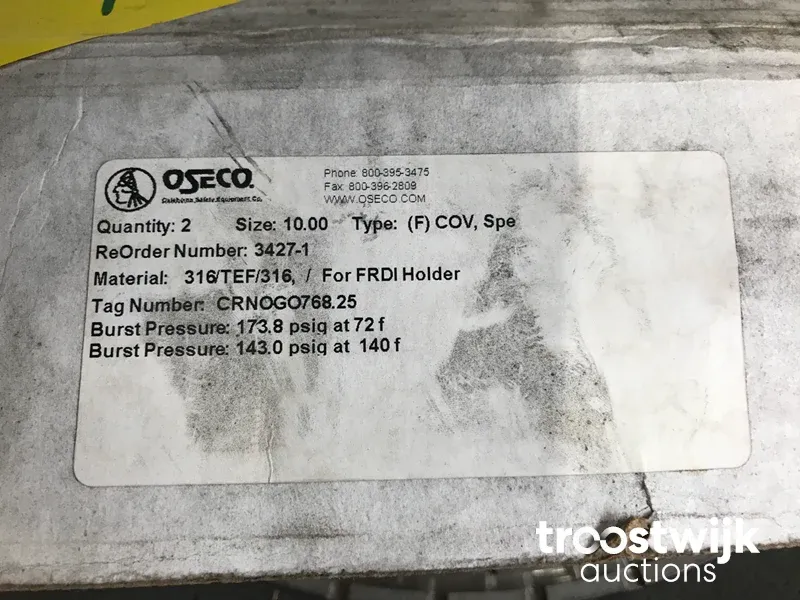 OSECO.
Oklahoma Safety Equipment Co.
Phone: 800-395-3475
Fax: 800-396-2809
WWW.OSECO.COM
Quantity: 2 Size: 10.00 Type: (F) COV, Spe
ReOrder Number: 3427-1
Material: 316/TEF/316, / For FRDI Holder
Tag Number: CRNOGO768.25
Burst Pressure: 173.8 psig at 72 f
Burst Pressure: 143.0 psig at 140 f
troostwijk
auctions